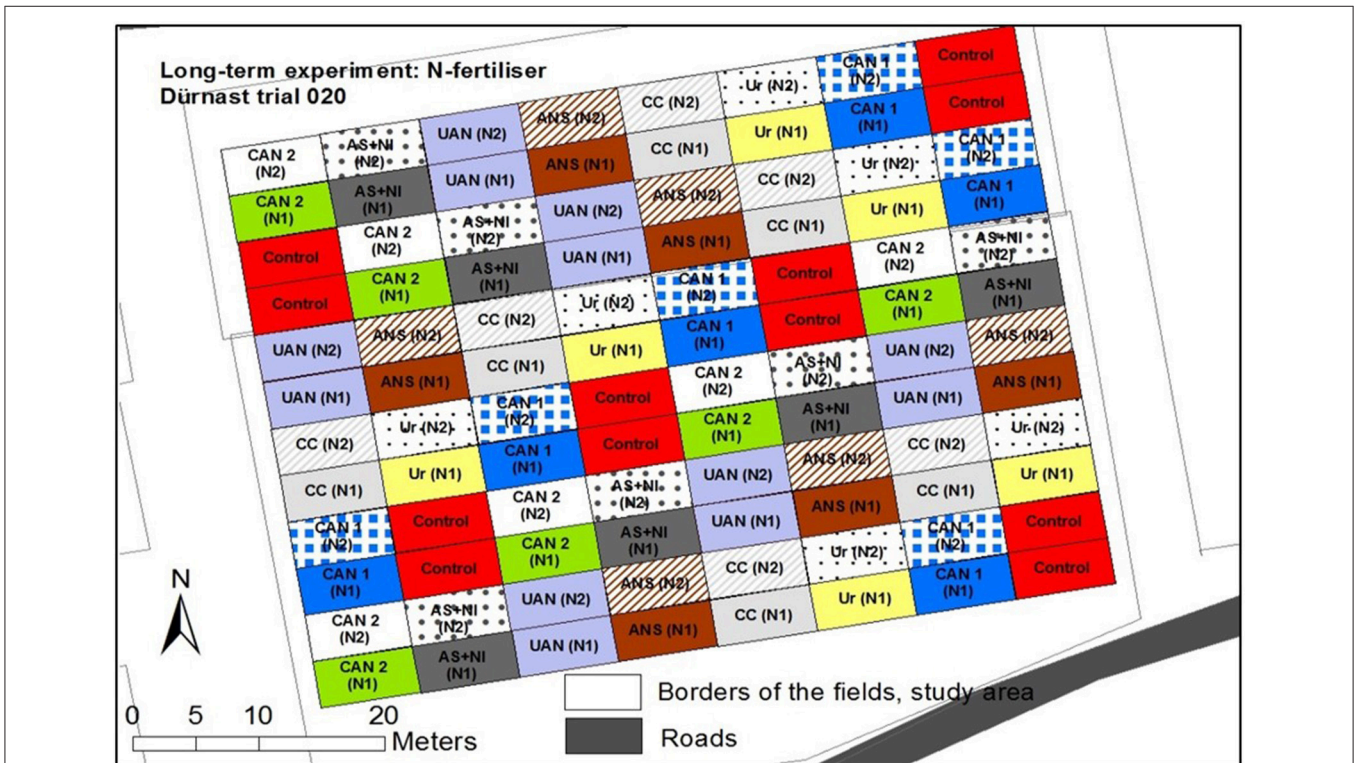 Long-term experiment: N-fertiliser
Dürnast trial 020
CAN 2
(N2)
AS+NI
(N2)
UAN (N2)
ANS (N2)
CC (N2)
Ur (N2)
CAN 1
(N2)
Control
CAN 2
(N1)
AS+NI
(N1)
UAN (N1)
ANS (N1)
CC (N1)
Ur (N1)
CAN 1
(N1)
Control
Control
CAN 2
(N2)
AS+NI
(N2)
UAN (N2)
ANS (N2)
CC (N2)
Ur (N2)
CAN 1
(N2)
Control
CAN 2
(N1)
AS+NI
(N1)
UAN (N1)
ANS (N1)
CC (N1)
Ur (N1)
CAN 1
(N1)
UAN (N2)
ANS (N2)
CC (N2)
Ur (N2)
CAN 1
(N2)
Control
CAN 2
(N2)
AS+NI
(N2)
UAN (N1)
ANS (N1)
CC (N1)
Ur (N1)
CAN 1
(N1)
Control
CAN 2
(N1)
AS+NI
(N1)
CC (N2)
Ur (N2)
CAN 1
(N2)
Control
CAN 2
(N2)
AS+NI
(N2)
UAN (N2)
ANS (N2)
CC (N1)
Ur (N1)
CAN 1
(N1)
Control
CAN 2
(N1)
AS+NI
(N1)
UAN (N1)
ANS (N1)
CAN 1
(N2)
Control
CAN 2
(N2)
AS+NI
(N2)
UAN (N2)
ANS (N2)
CC (N2)
Ur (N2)
CAN 1
(N1)
Control
CAN 2
(N1)
AS+NI
(N1)
UAN (N1)
ANS (N1)
CC (N1)
Ur (N1)
CAN 2
(N2)
AS+NI
(N2)
UAN (N2)
ANS (N2)
CC (N2)
Ur (N2)
CAN 1
(N2)
Control
CAN 2
(N1)
AS+NI
(N1)
UAN (N1)
ANS (N1)
CC (N1)
Ur (N1)
CAN 1
(N1)
Control
N
0 5 10 20
Meters
Borders of the fields, study area
Roads